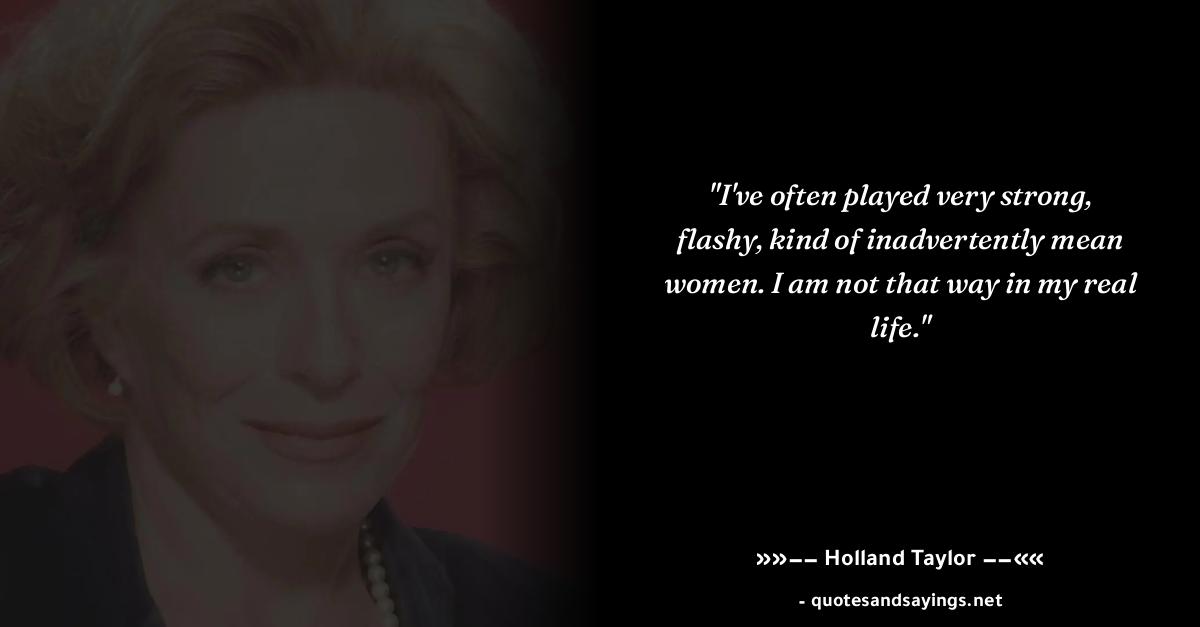 "I've often played very strong,
flashy, kind of inadvertently mean
women. I am not that way in my real
life."
»»−− Holland Taylor −−««
- quotesandsayings.net